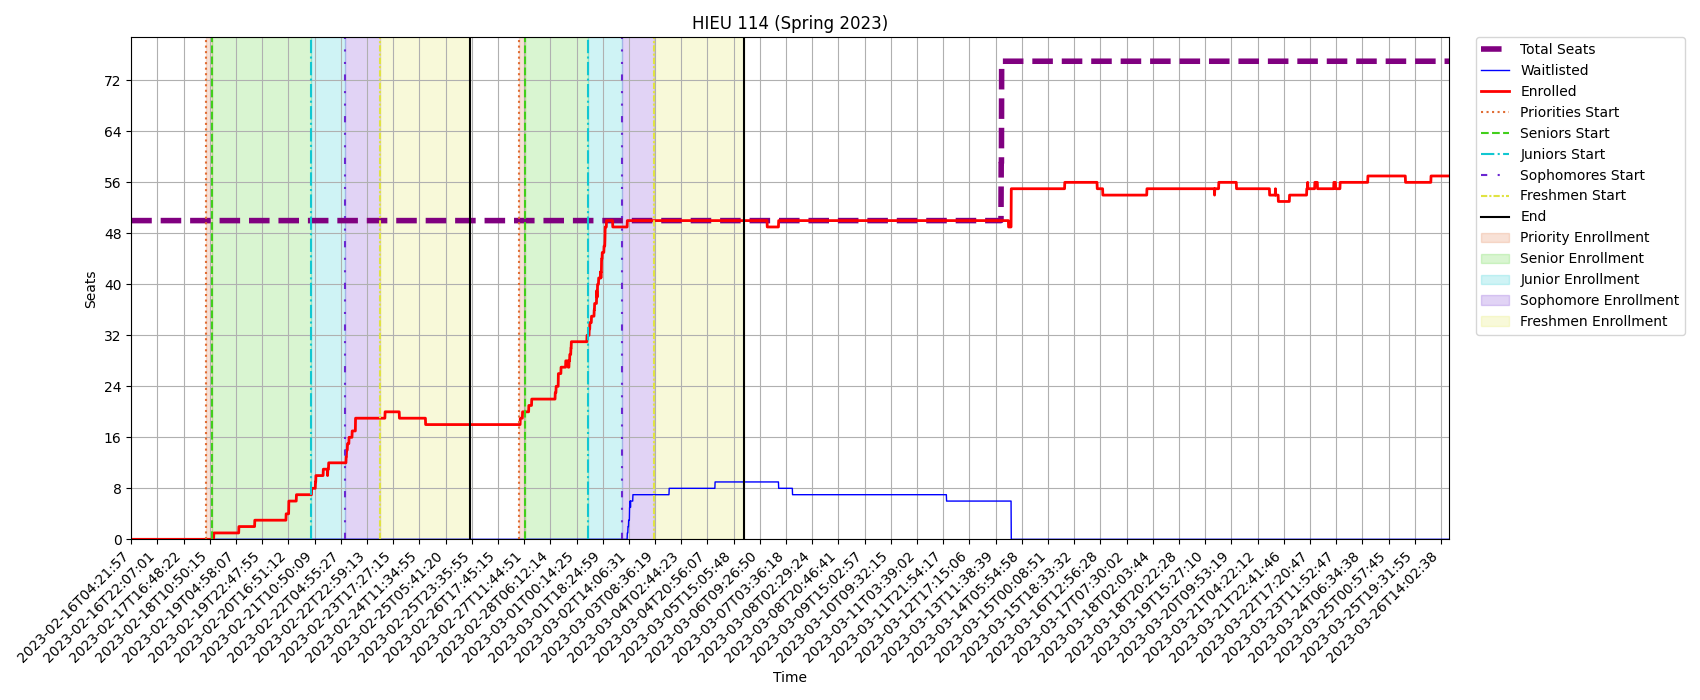 HIEU 114 (Spring 2023)
Seats
72
64
56
48
40
32
24
16
8
0
2023-02-16T04:21:57
2023-02-16T22:07:01
2023-02-17T16:48:22
2023-02-18T10:50:15
2023-02-19T04:58:07
2023-02-19T22:47:55
2023-02-20T16:51:12
2023-02-21T10:50:09
2023-02-22T04:55:27
2023-02-22T22:59:13
2023-02-23T17:27:15
2023-02-24T11:34:55
2023-02-25T05:41:20
2023-02-25T23:35:55
2023-02-26T17:45:15
2023-02-27T11:44:51
2023-02-28T06:12:14
2023-03-01T00:14:25
2023-03-01T18:24:59
2023-03-02T14:06:31
2023-03-03T08:36:19
2023-03-04T02:44:23
2023-03-04T20:56:07
2023-03-05T15:05:48
2023-03-06T09:26:50
2023-03-07T03:36:18
2023-03-08T02:29:24
2023-03-08T20:46:41
2023-03-09T15:02:57
2023-03-10T09:32:15
2023-03-11T03:39:02
2023-03-11T21:54:17
2023-03-12T17:15:06
2023-03-13T11:38:39
2023-03-14T05:54:58
2023-03-15T00:08:51
2023-03-15T18:33:32
2023-03-16T12:56:28
2023-03-17T07:30:02
2023-03-18T02:03:44
2023-03-18T20:22:28
2023-03-19T15:27:10
2023-03-20T09:53:19
2023-03-21T04:22:12
2023-03-21T22:41:46
2023-03-22T17:20:47
2023-03-23T11:52:47
2023-03-24T06:34:38
2023-03-25T00:57:45
2023-03-25T19:31:55
2023-03-26T14:02:38
Time
Total Seats
Waitlisted
Enrolled
Priorities Start
Seniors Start
Juniors Start
Sophomores Start
Freshmen Start
End
Priority Enrollment
Senior Enrollment
Junior Enrollment
Sophomore Enrollment
Freshmen Enrollment